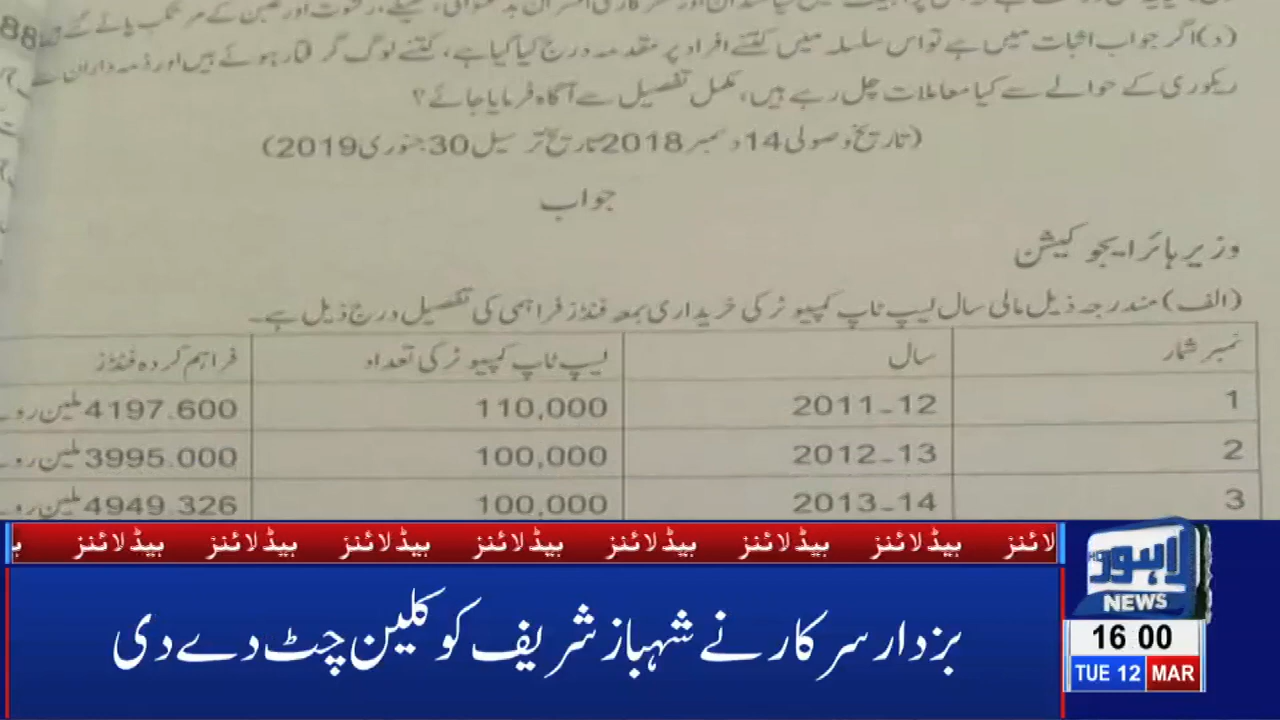 (د) اگر جواب اثبات میں ہے تو اس سلسلہ میں کتنے افراد پر مقدمہ درج کیا گیا ہے، کتنے لوگ گرفتار ہوئے ہیں اور ذمہ داران سے
ریکوری کے حوالے سے کیا معاملات چل رہے ہیں، مکمل تفصیل سے آگاہ فرمایا جائے؟
(تاریخ وصولی 14 دسمبر 2018 تاریخ ترسیل 30 جنوری 2019)
جواب
وزیر ہائر ایجوکیشن
(الف) مندرجہ ذیل مالی سال لیپ ٹاپ کمپیوٹر کی خریداری بمعہ فنڈز فراہمی کی تفصیل درج ذیل ہے۔
نمبر شمار سال لیپ ٹاپ کمپیوٹر کی تعداد فراہم کردہ فنڈز
1 2011-12 110,000 4197.600 ملین
2 2012-13 100,000 3995.000 ملین
3 2013-14 100,000 4949.326 ملین
ہیڈلائنز ہیڈلائنز ہیڈلائنز ہیڈلائنز ہیڈلائنز ہیڈلائنز ہیڈلائنز
بزدار سرکار نے شہباز شریف کو کلین چٹ دے دی
لاہور
NEWS
16 00
TUE 12 MAR